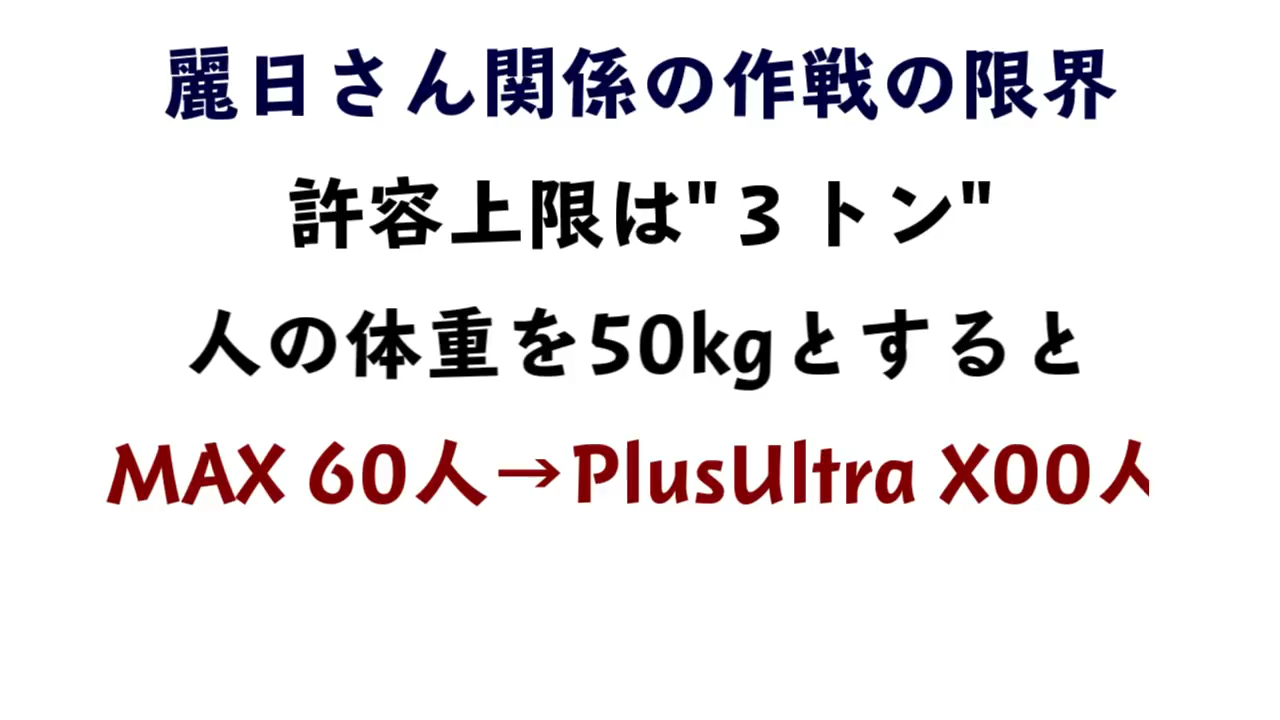 麗日さん関係の作戦の限界
許容上限は"３トン"
人の体重を50kgとすると
MAX 60人→PlusUltra X00人